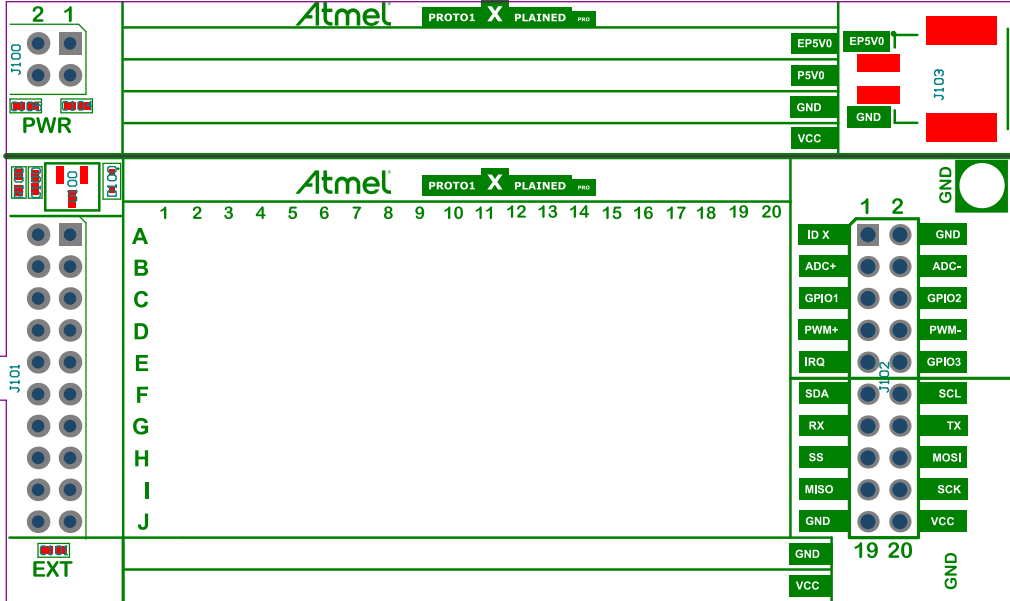 2 1
Atmel PROTO1 X PLAINED PRO
J100
EP5V0 EP5V0
P5V0
J103
GND GND
PWR
VCC
Atmel PROTO1 X PLAINED PRO
GND
1 2 3 4 5 6 7 8 9 10 11 12 13 14 15 16 17 18 19 20
1 2
A ID X GND
B ADC+ ADC-
C GPIO1 GPIO2
D PWM+ PWM-
E IRQ GPIO3
J101
J102
F SDA SCL
G RX TX
H SS MOSI
I MISO SCK
J GND VCC
19 20
GND
EXT
GND
VCC